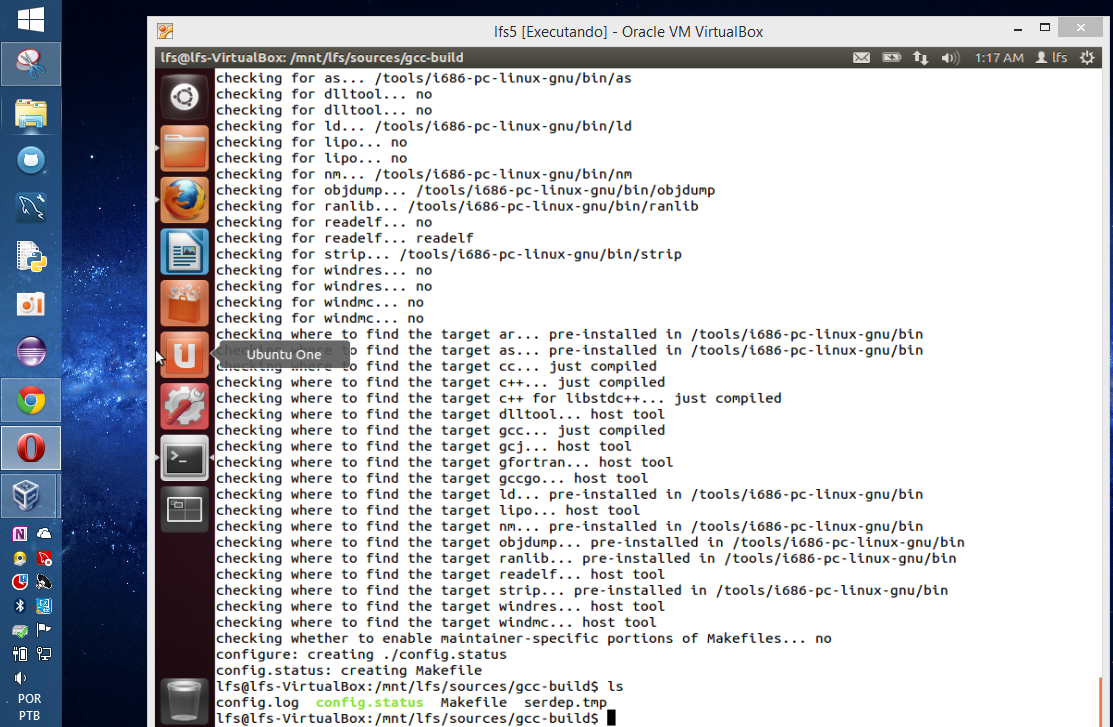 lfs5 [Executando] - Oracle VM VirtualBox
lfs@lfs-VirtualBox: /mnt/lfs/sources/gcc-build
1:17 AM lfs
checking for as... /tools/i686-pc-linux-gnu/bin/as
checking for dlltool... no
checking for dlltool... no
checking for ld... /tools/i686-pc-linux-gnu/bin/ld
checking for lipo... no
checking for lipo... no
checking for nm... /tools/i686-pc-linux-gnu/bin/nm
checking for objdump... /tools/i686-pc-linux-gnu/bin/objdump
checking for ranlib... /tools/i686-pc-linux-gnu/bin/ranlib
checking for readelf... no
checking for readelf... readelf
checking for strip... /tools/i686-pc-linux-gnu/bin/strip
checking for windres... no
checking for windres... no
checking for windmc... no
checking for windmc... no
checking where to find the target ar... pre-installed in /tools/i686-pc-linux-gnu/bin
checking where to find the target as... pre-installed in /tools/i686-pc-linux-gnu/bin
Ubuntu One
checking where to find the target cc... just compiled
checking where to find the target c++... just compiled
checking where to find the target c++ for libstdc++... just compiled
checking where to find the target dlltool... host tool
checking where to find the target gcc... just compiled
checking where to find the target gcj... host tool
checking where to find the target gfortran... host tool
checking where to find the target gccgo... host tool
checking where to find the target ld... pre-installed in /tools/i686-pc-linux-gnu/bin
checking where to find the target lipo... host tool
checking where to find the target nm... pre-installed in /tools/i686-pc-linux-gnu/bin
checking where to find the target objdump... pre-installed in /tools/i686-pc-linux-gnu/bin
checking where to find the target ranlib... pre-installed in /tools/i686-pc-linux-gnu/bin
checking where to find the target readelf... host tool
checking where to find the target strip... pre-installed in /tools/i686-pc-linux-gnu/bin
checking where to find the target windres... host tool
checking where to find the target windmc... host tool
checking whether to enable maintainer-specific portions of Makefiles... no
configure: creating ./config.status
config.status: creating Makefile
lfs@lfs-VirtualBox:/mnt/lfs/sources/gcc-build$ ls
config.log config.status Makefile serdep.tmp
lfs@lfs-VirtualBox:/mnt/lfs/sources/gcc-build$
POR
PTB